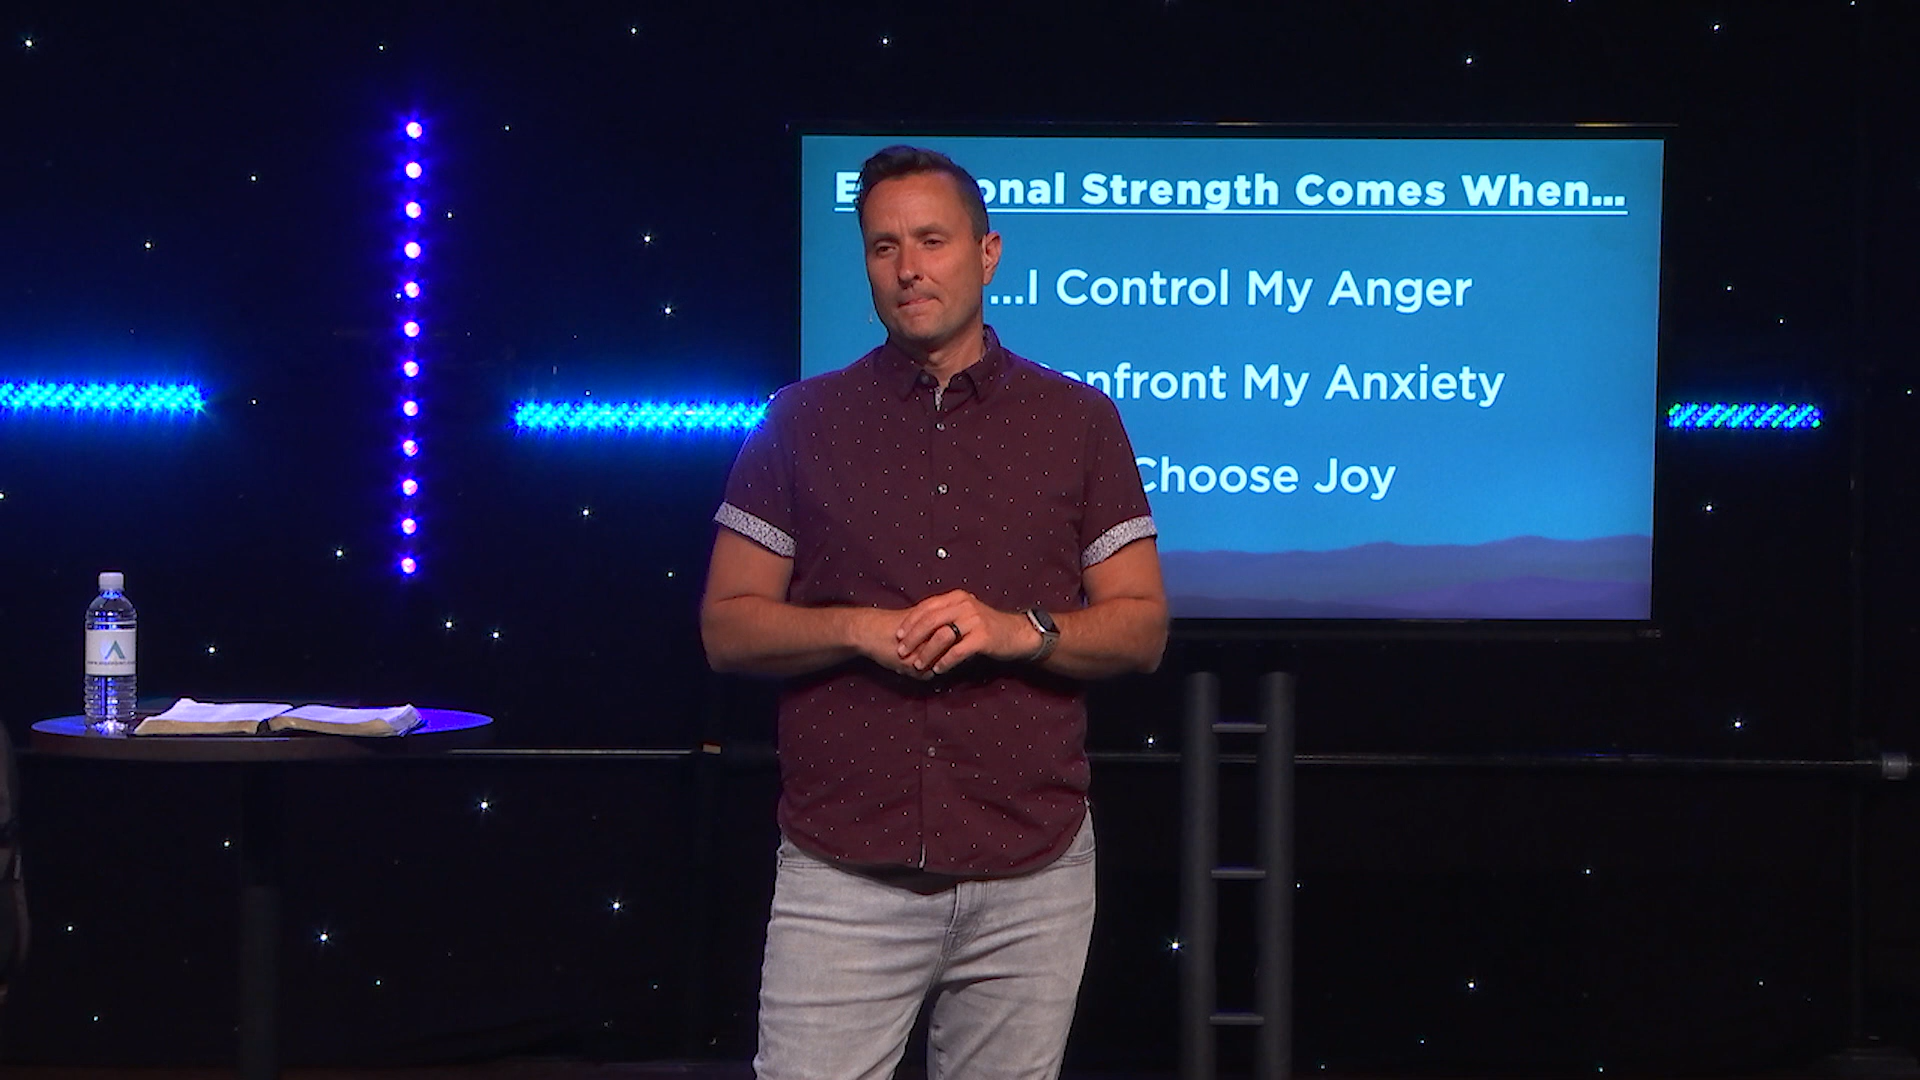 E onal Strength Comes When...
...I Control My Anger
onfront My Anxiety
Choose Joy